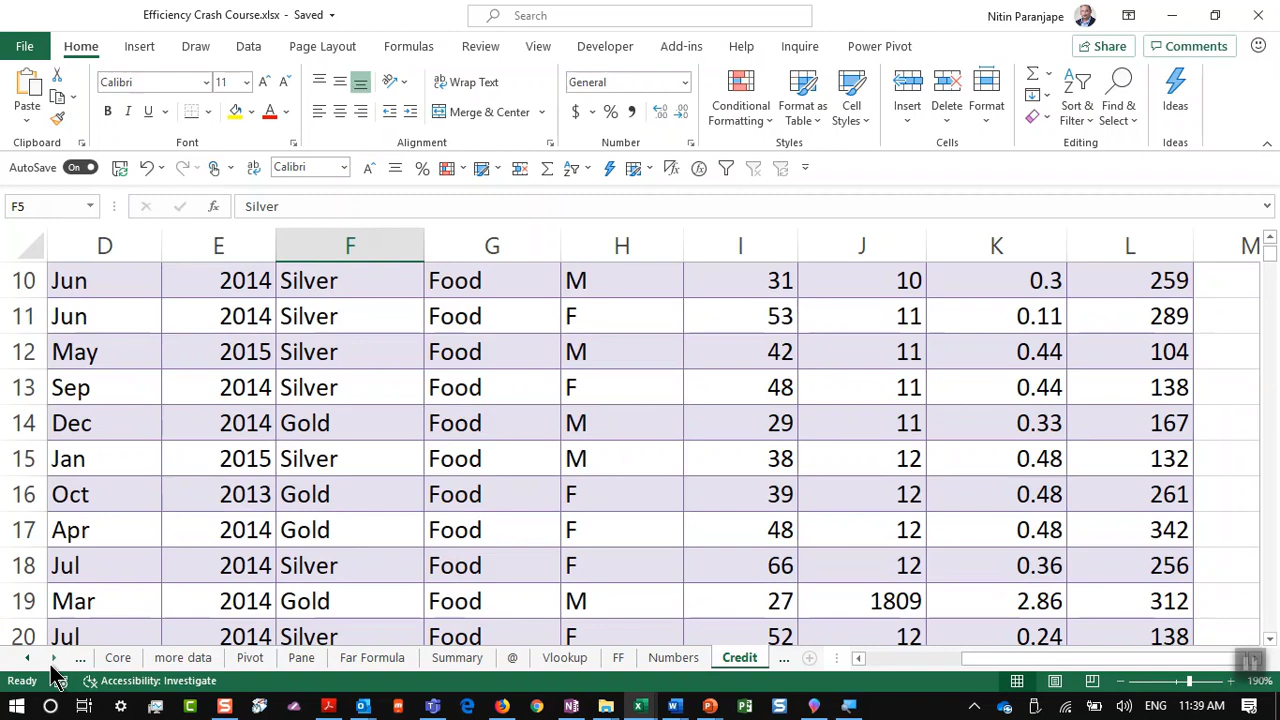 Efficiency Crash Course.xlsx - Saved
Search
Nitin Paranjape
File Home Insert Draw Data Page Layout Formulas Review View Developer Add-ins Help Inquire Power Pivot Share Comments
Paste
Clipboard
Calibri 11
B I U A
Font
Wrap Text
Merge & Center
Alignment
General
$ % ,
Number
Conditional Formatting
Format as Table
Cell Styles
Styles
Insert Delete Format
Cells
Sort & Filter
Find & Select
Editing
Ideas
Ideas
AutoSave On Calibri
F5 fx Silver
D E F G H I J K L M
10 Jun 2014 Silver Food M 31 10 0.3 259
11 Jun 2014 Silver Food F 53 11 0.11 289
12 May 2015 Silver Food M 42 11 0.44 104
13 Sep 2014 Silver Food F 48 11 0.44 138
14 Dec 2014 Gold Food M 29 11 0.33 167
15 Jan 2015 Silver Food M 38 12 0.48 132
16 Oct 2013 Gold Food F 39 12 0.48 261
17 Apr 2014 Gold Food F 48 12 0.48 342
18 Jul 2014 Silver Food F 66 12 0.36 256
19 Mar 2014 Gold Food M 27 1809 2.86 312
20 Jul 2014 Silver Food F 52 12 0.24 138
... Core more data Pivot Pane Far Formula Summary @ Vlookup FF Numbers Credit ...
Ready Accessibility: Investigate 190%
ENG 11:39 AM